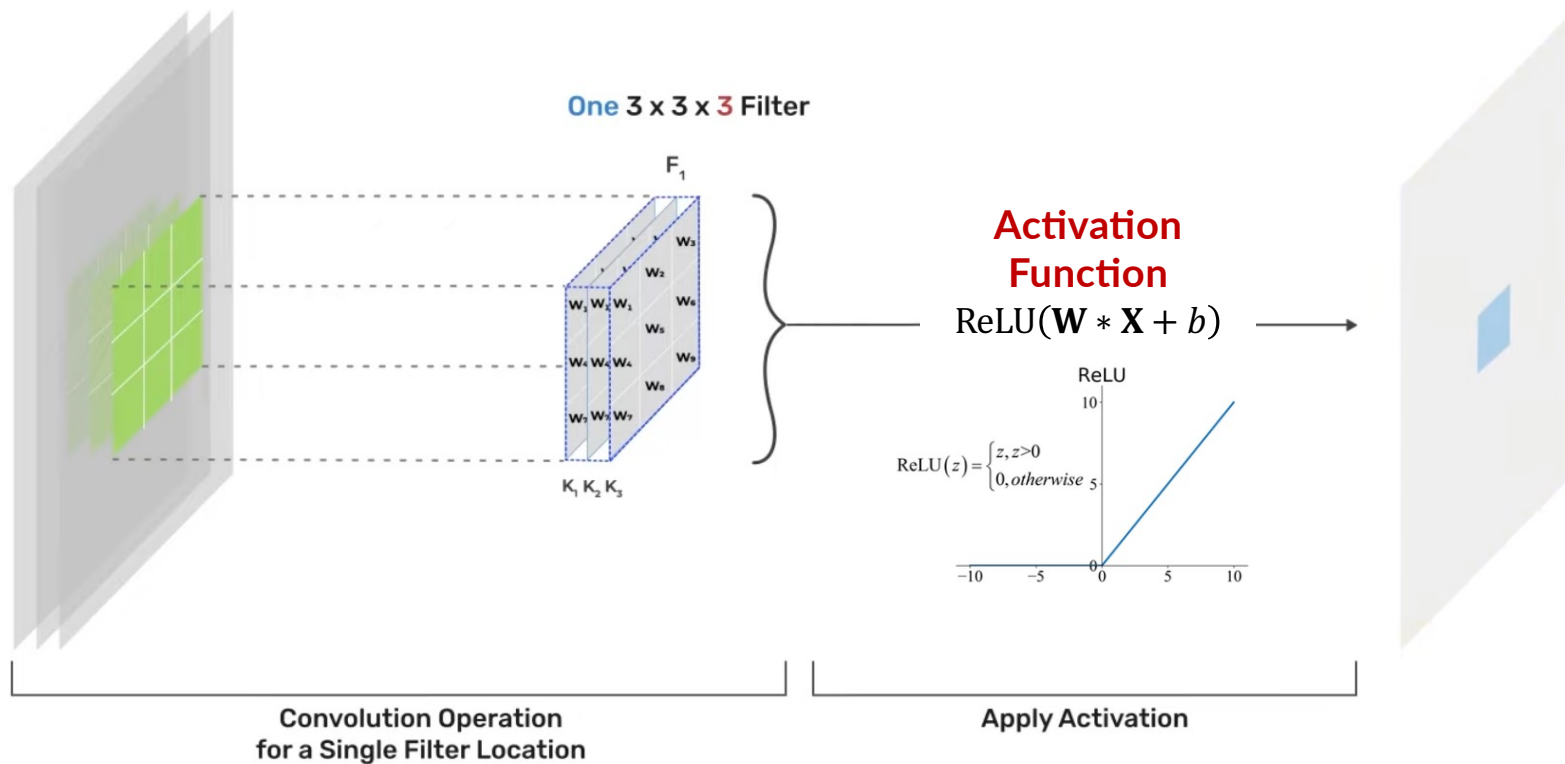 One 3 x 3 x 3 Filter
F₁
W₃
W₂
W₁ W₁ W₁
W₆
W₅
W₄ W₄ W₄
W₉
W₈
W₇ W₇ W₇
K₁ K₂ K₃
Activation
Function
ReLU(W ∗ X + b)
ReLU
10
ReLU(z)={z, z>0
0, otherwise
5
0
−10 −5 0 5 10
Convolution Operation
for a Single Filter Location
Apply Activation